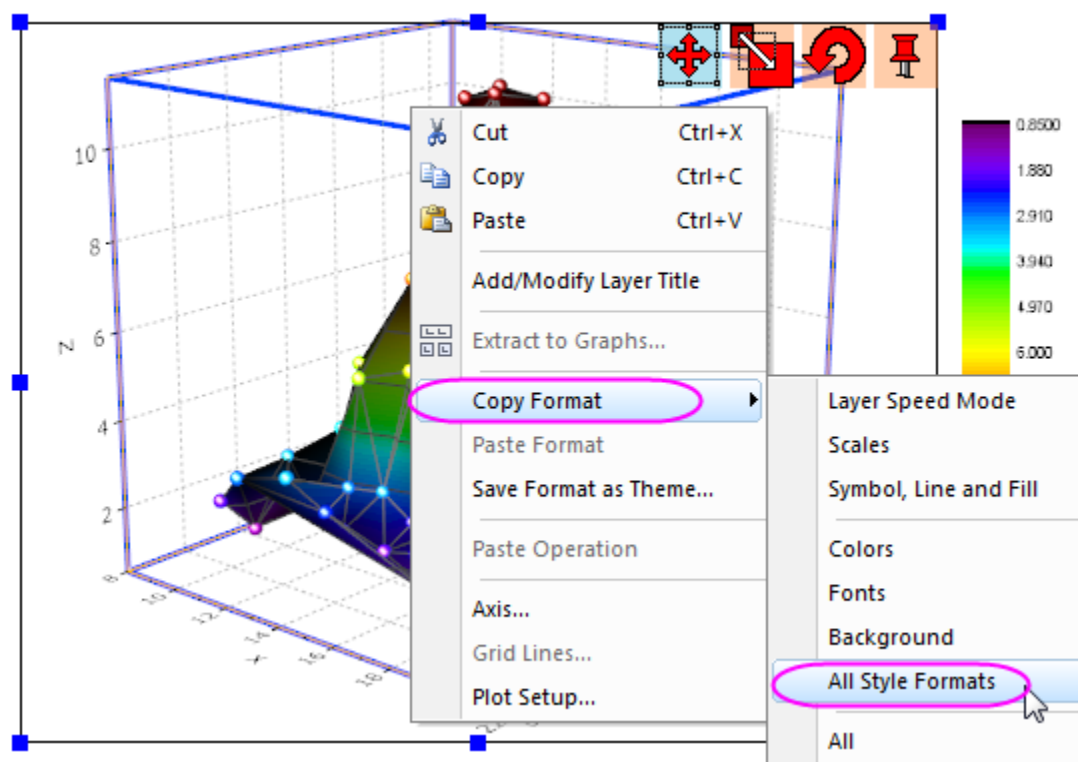 10
8
6
4
2
Z
8
10
12
14
16
18
X
0.8500
1.930
2.910
3.940
4.970
6.000
Cut Ctrl+X
Copy Ctrl+C
Paste Ctrl+V
Add/Modify Layer Title
Extract to Graphs...
Copy Format
Paste Format
Save Format as Theme...
Paste Operation
Axis...
Grid Lines...
Plot Setup...
Layer Speed Mode
Scales
Symbol, Line and Fill
Colors
Fonts
Background
All Style Formats
All